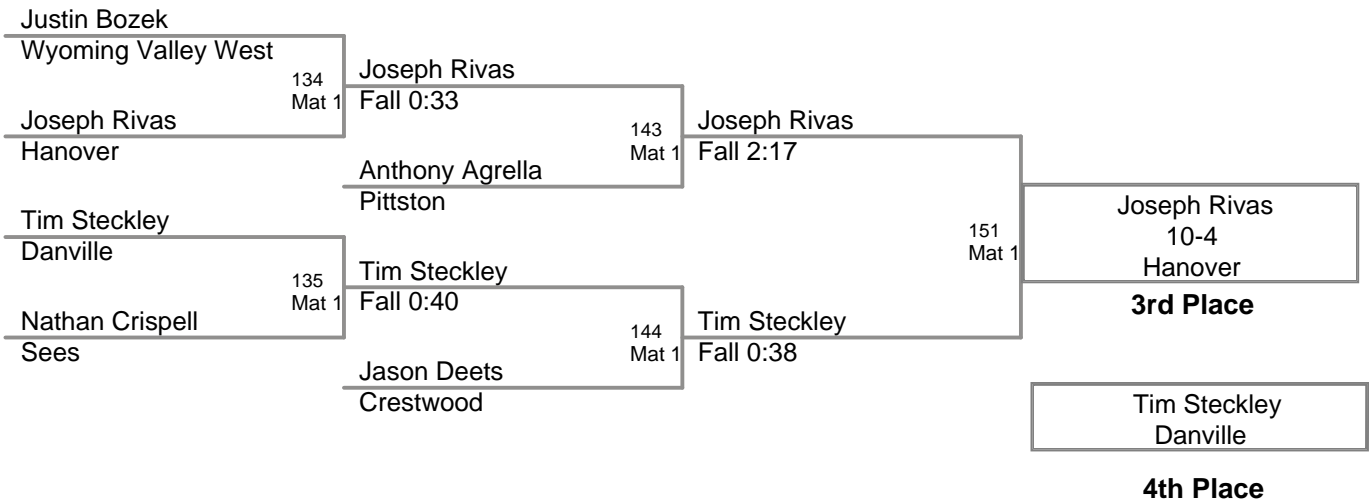 Justin Bozek
Wyoming Valley West
134
Mat 1
Joseph Rivas
Hanover
Joseph Rivas
Fall 0:33
Anthony Agrella
Pittston
143
Mat 1
Joseph Rivas
Fall 2:17
Tim Steckley
Danville
135
Mat 1
Nathan Crispell
Sees
Tim Steckley
Fall 0:40
Jason Deets
Crestwood
144
Mat 1
Tim Steckley
Fall 0:38
151
Mat 1
Joseph Rivas
10-4
Hanover
3rd Place
Tim Steckley
Danville
4th Place